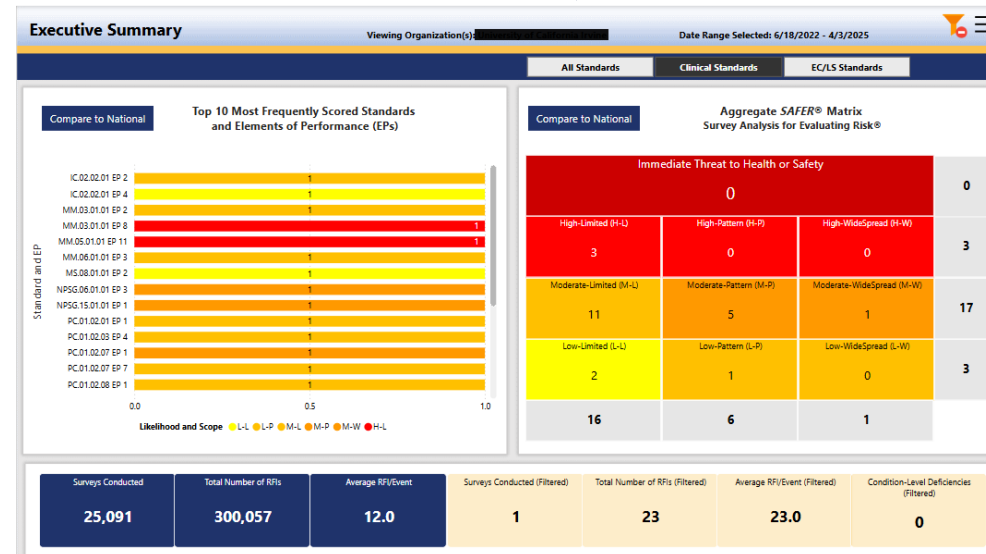 Executive Summary
Viewing Organization(s):
Date Range Selected: 6/18/2022 - 4/3/2025
All Standards
Clinical Standards
EC/LS Standards
Compare to National
Top 10 Most Frequently Scored Standards
and Elements of Performance (EPs)
Standard and EP
IC.02.02.01 EP 2 1
IC.02.02.01 EP 4 1
MM.03.01.01 EP 2 1
MM.03.01.01 EP 8 1
MM.05.01.01 EP 11 1
MM.06.01.01 EP 3 1
MS.08.01.01 EP 2 1
NPSG.06.01.01 EP 3 1
NPSG.15.01.01 EP 1 1
PC.01.02.01 EP 1 1
PC.01.02.03 EP 4 1
PC.01.02.07 EP 1 1
PC.01.02.07 EP 7 1
PC.01.02.08 EP 1 1
0.0 0.5 1.0
Likelihood and Scope L-L L-P M-L M-P M-W H-L
Compare to National
Aggregate SAFER® Matrix
Survey Analysis for Evaluating Risk®
Immediate Threat to Health or Safety
0
0
High-Limited (H-L) High-Pattern (H-P) High-WideSpread (H-W)
3 0 0 3
Moderate-Limited (M-L) Moderate-Pattern (M-P) Moderate-WideSpread (M-W)
11 5 1 17
Low-Limited (L-L) Low-Pattern (L-P) Low-WideSpread (L-W)
2 1 0 3
16 6 1
Surveys Conducted
25,091
Total Number of RFIs
300,057
Average RFI/Event
12.0
Surveys Conducted (Filtered)
1
Total Number of RFIs (Filtered)
23
Average RFI/Event (Filtered)
23.0
Condition-Level Deficiencies
(Filtered)
0